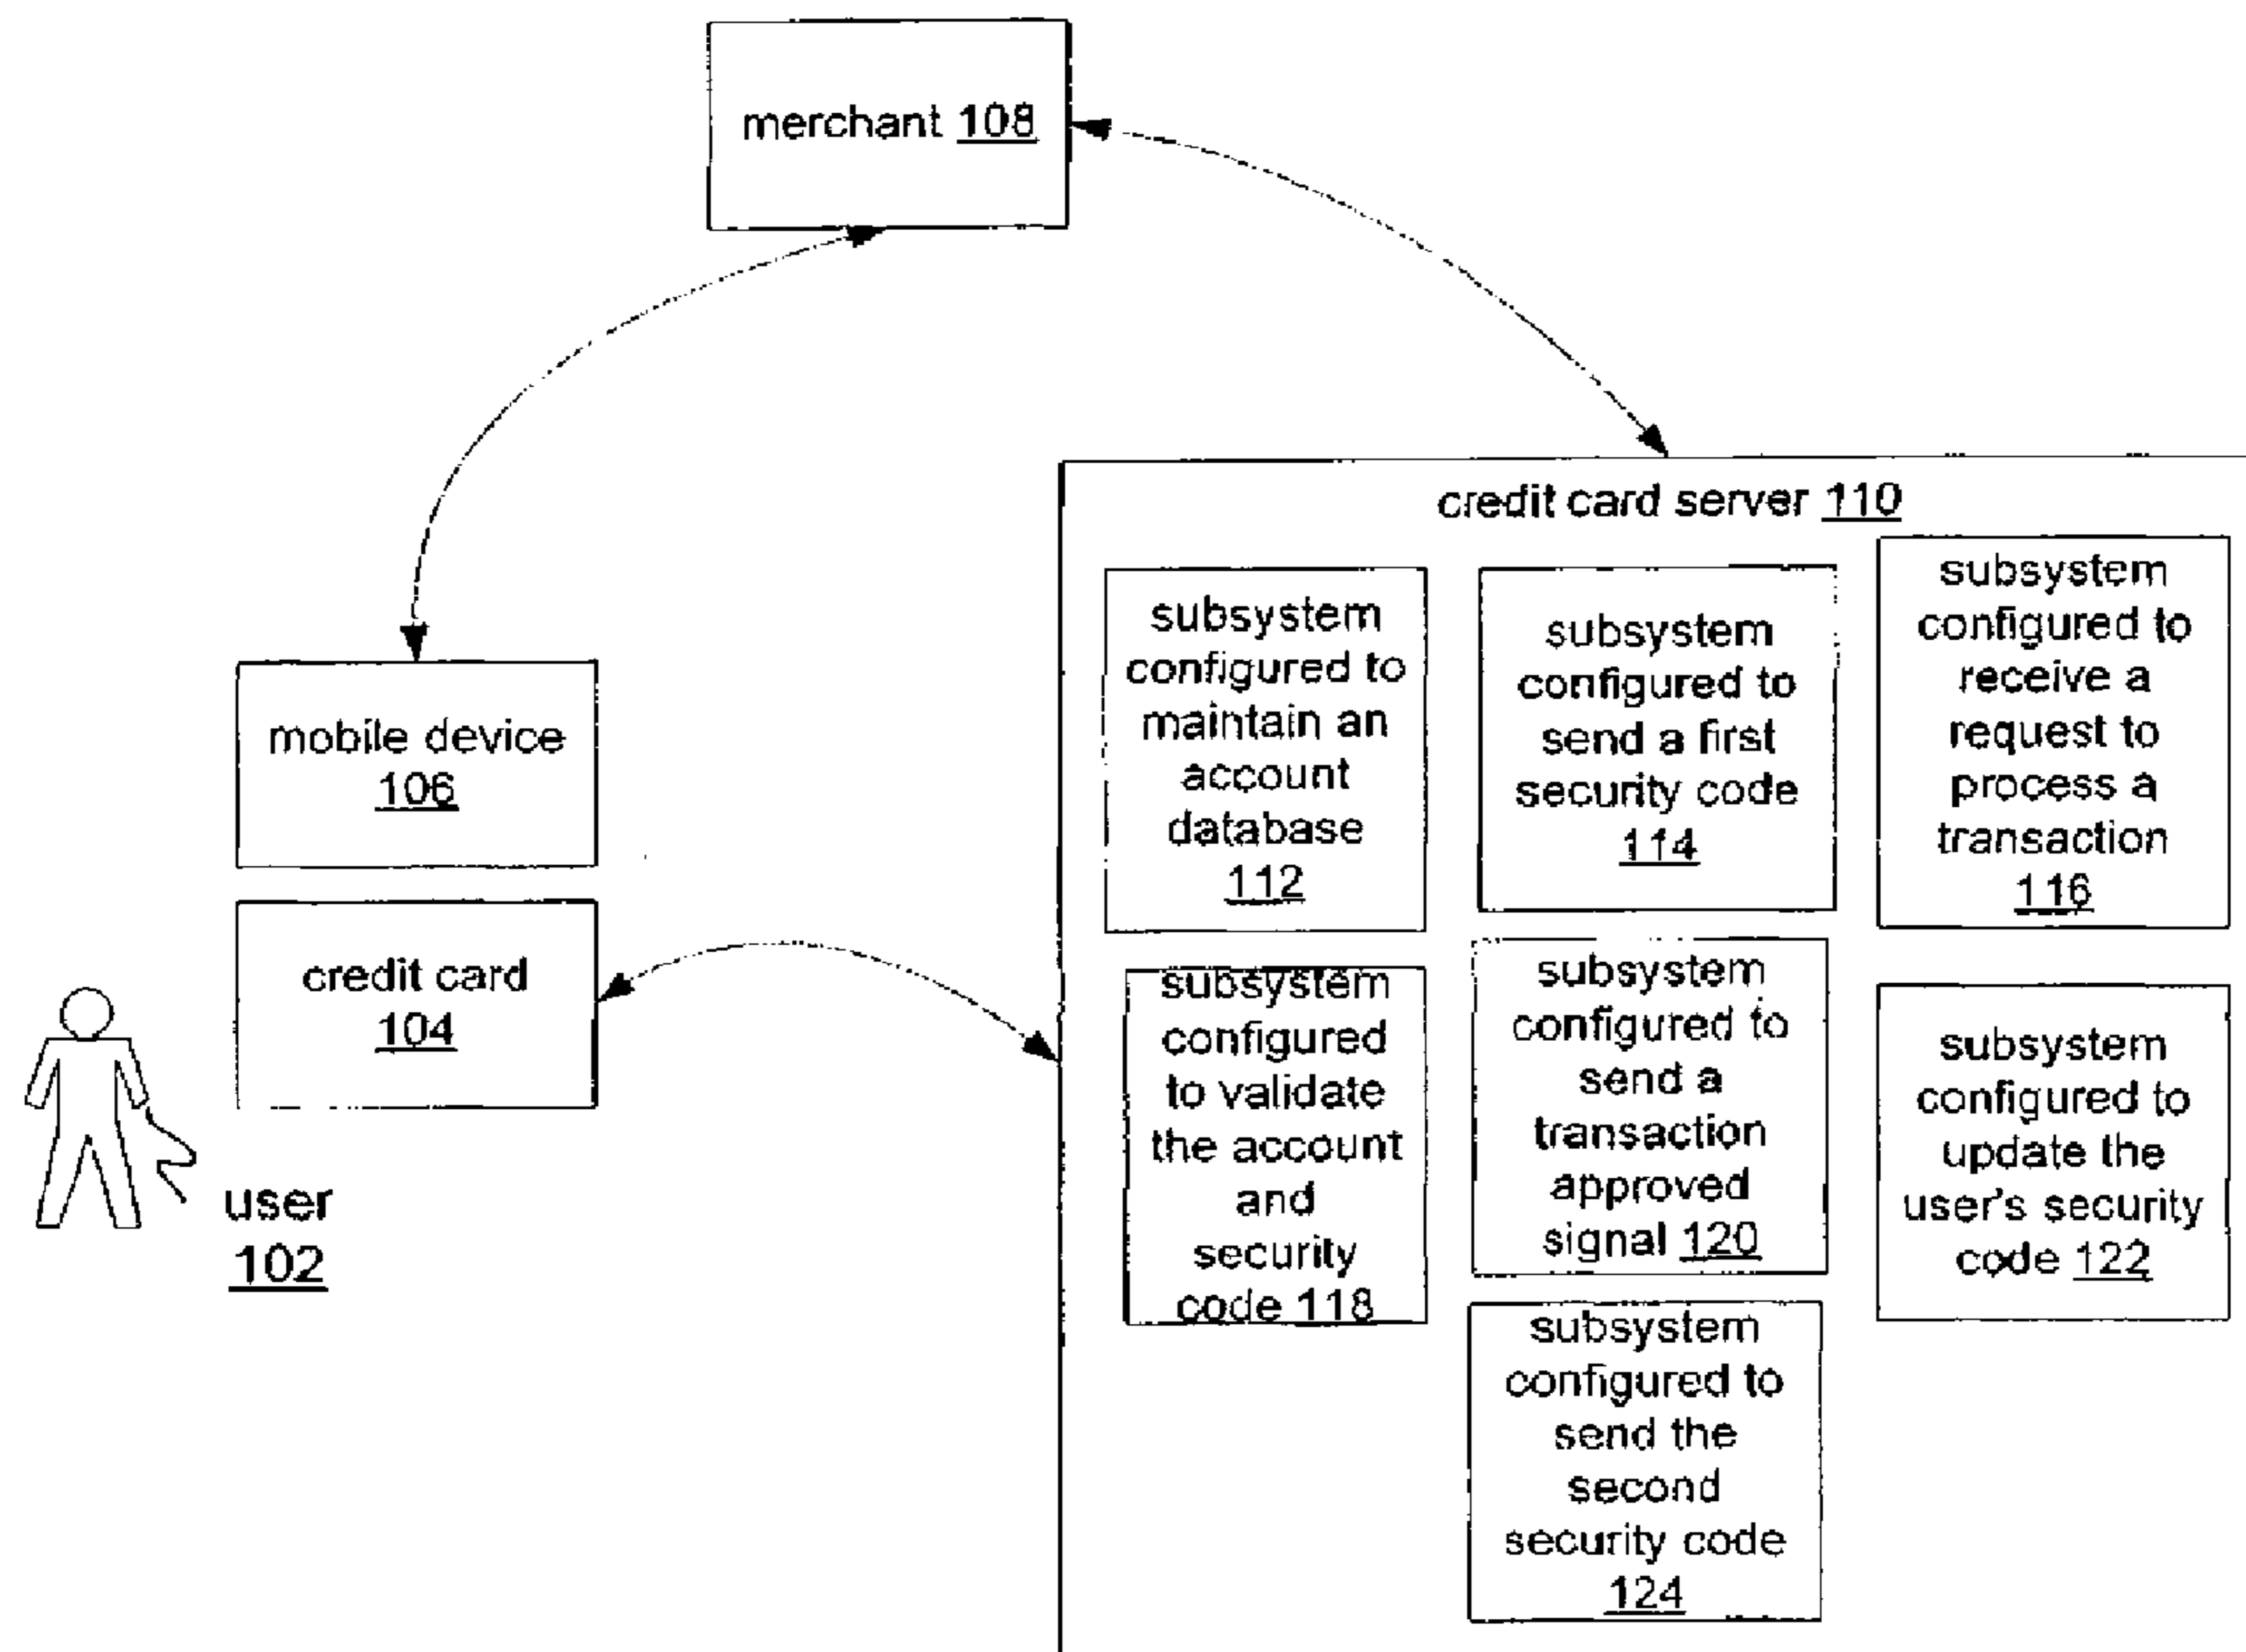 merchant 108
credit card server 110
subsystem
configured to
maintain an
account
database
112
subsystem
configured to
send a first
security code
114
subsystem
configured to
receive a
request to
process a
transaction
116
mobile device
106
credit card
104
user
102
subsystem
configured
to validate
the account
and
security
code 118
subsystem
configured to
send a
transaction
approved
signal 120
subsystem
configured to
update the
user's security
code 122
subsystem
configured to
send the
second
security code
124